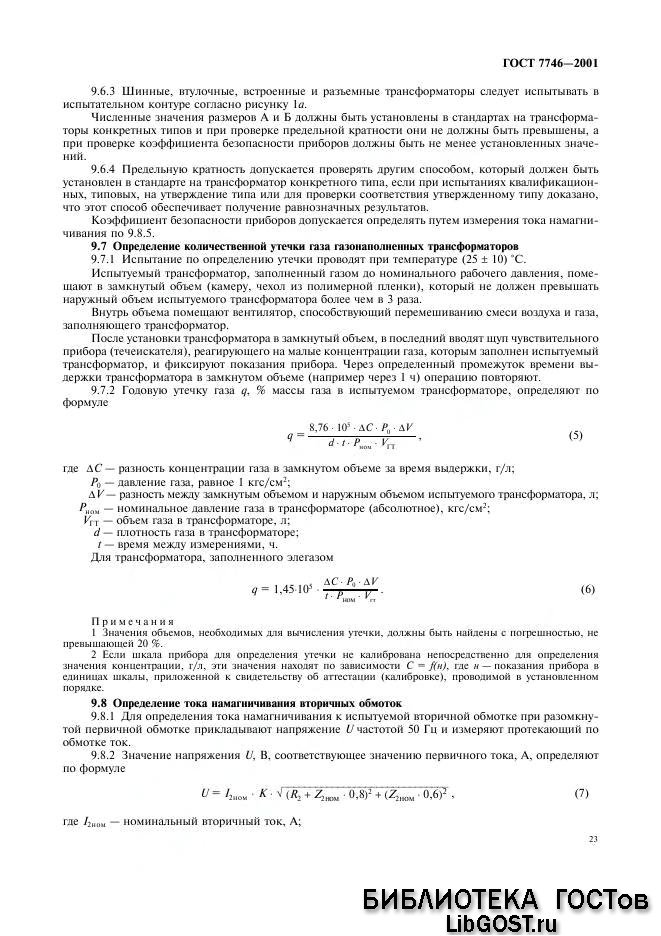 ГОСТ 7746—2001
9.6.3 Шинные, втулочные, встроенные и разъемные трансформаторы следует испытывать в
испытательном контуре согласно рисунку 1а.
Численные значения размеров А и Б должны быть установлены в стандартах на трансформа-
торы конкретных типов и при проверке предельной кратности они не должны быть превышены, а
при проверке коэффициента безопасности приборов должны быть не менее установленных значе-
ний.
9.6.4 Предельную кратность допускается проверять другим способом, который должен быть
установлен в стандарте на трансформатор конкретного типа, если при испытаниях квалификацион-
ных, типовых, на утверждение типа или для проверки соответствия утвержденному типу доказано,
что этот способ обеспечивает получение равнозначных результатов.
Коэффициент безопасности приборов допускается определять путем измерения тока намагни-
чивания по 9.8.5.
9.7 Определение количественной утечки газа газонаполненных трансформаторов
9.7.1 Испытание по определению утечки проводят при температуре (25 ± 10) °С.
Испытуемый трансформатор, заполненный газом до номинального рабочего давления, поме-
щают в замкнутый объем (камеру, чехол из полимерной пленки), который не должен превышать
наружный объем испытуемого трансформатора более чем в 3 раза.
Внутрь объема помещают вентилятор, способствующий перемешиванию смеси воздуха и газа,
заполняющего трансформатор.
После установки трансформатора в замкнутый объем, в последний вводят щуп чувствительного
прибора (течеискателя), реагирующего на малые концентрации газа, которым заполнен испытуемый
трансформатор, и фиксируют показания прибора. Через определенный промежуток времени вы-
держки трансформатора в замкнутом объеме (например через 1 ч) операцию повторяют.
9.7.2 Годовую утечку газа q, % массы газа в испытуемом трансформаторе, определяют по
формуле
q = 8,76 · 10⁵ · ΔC · P₀ · ΔV / d · t · Pном · VГТ , (5)
где ΔC — разность концентрации газа в замкнутом объеме за время выдержки, г/л;
P₀ — давление газа, равное 1 кгс/см²;
ΔV — разность между замкнутым объемом и наружным объемом испытуемого трансформатора, л;
Pном — номинальное давление газа в трансформаторе (абсолютное), кгс/см²;
VГТ — объем газа в трансформаторе, л;
d — плотность газа в трансформаторе;
t — время между измерениями, ч.
Для трансформатора, заполненного элегазом
q = 1,45·10⁵ · ΔC · P₀ · ΔV / t · Pном · Vгт . (6)
Примечания
1 Значения объемов, необходимых для вычисления утечки, должны быть найдены с погрешностью, не
превышающей 20 %.
2 Если шкала прибора для определения утечки не калибрована непосредственно для определения
значения концентрации, г/л, эти значения находят по зависимости C = f(н), где н — показания прибора в
единицах шкалы, приложенной к свидетельству об аттестации (калибровке), проводимой в установленном
порядке.
9.8 Определение тока намагничивания вторичных обмоток
9.8.1 Для определения тока намагничивания к испытуемой вторичной обмотке при разомкну-
той первичной обмотке прикладывают напряжение U частотой 50 Гц и измеряют протекающий по
обмотке ток.
9.8.2 Значение напряжения U, В, соответствующее значению первичного тока, А, определяют
по формуле
U = I₂ном · K · √(R₂ + Z₂ном · 0,8)² + (Z₂ном · 0,6)² , (7)
где I₂ном — номинальный вторичный ток, А;
23
БИБЛИОТЕКА ГОСТов
LibGOST.ru